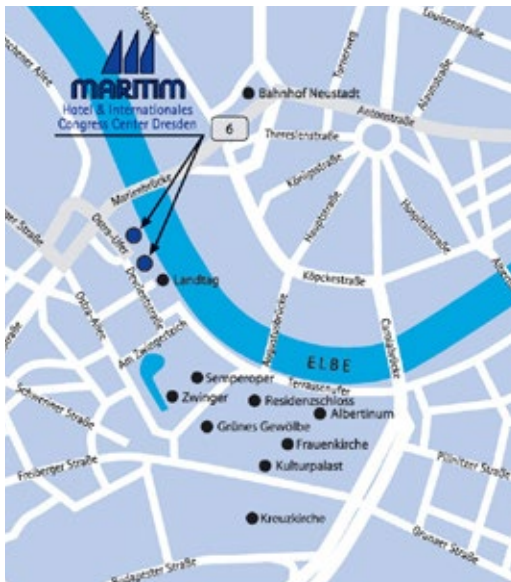 MARITIM
Hotel & Internationales
Congress Center Dresden
6
Bahnhof Neustadt
Antonstraße
Theresienstraße
Königstraße
Hauptstraße
Hospitalstraße
Marienbrücke
Devrientstraße
Landtag
Köpckestraße
Ostra-Allee
Am Zwingerteich
Augustusbrücke
ELBE
Carolabrücke
Terrassenufer
Semperoper
Zwinger
Residenzschloss
Albertinum
Grünes Gewölbe
Frauenkirche
Kulturpalast
Schweriner Straße
Freiberger Straße
Pillnitzer Straße
Grunaer Straße
Kreuzkirche
Budapester Straße